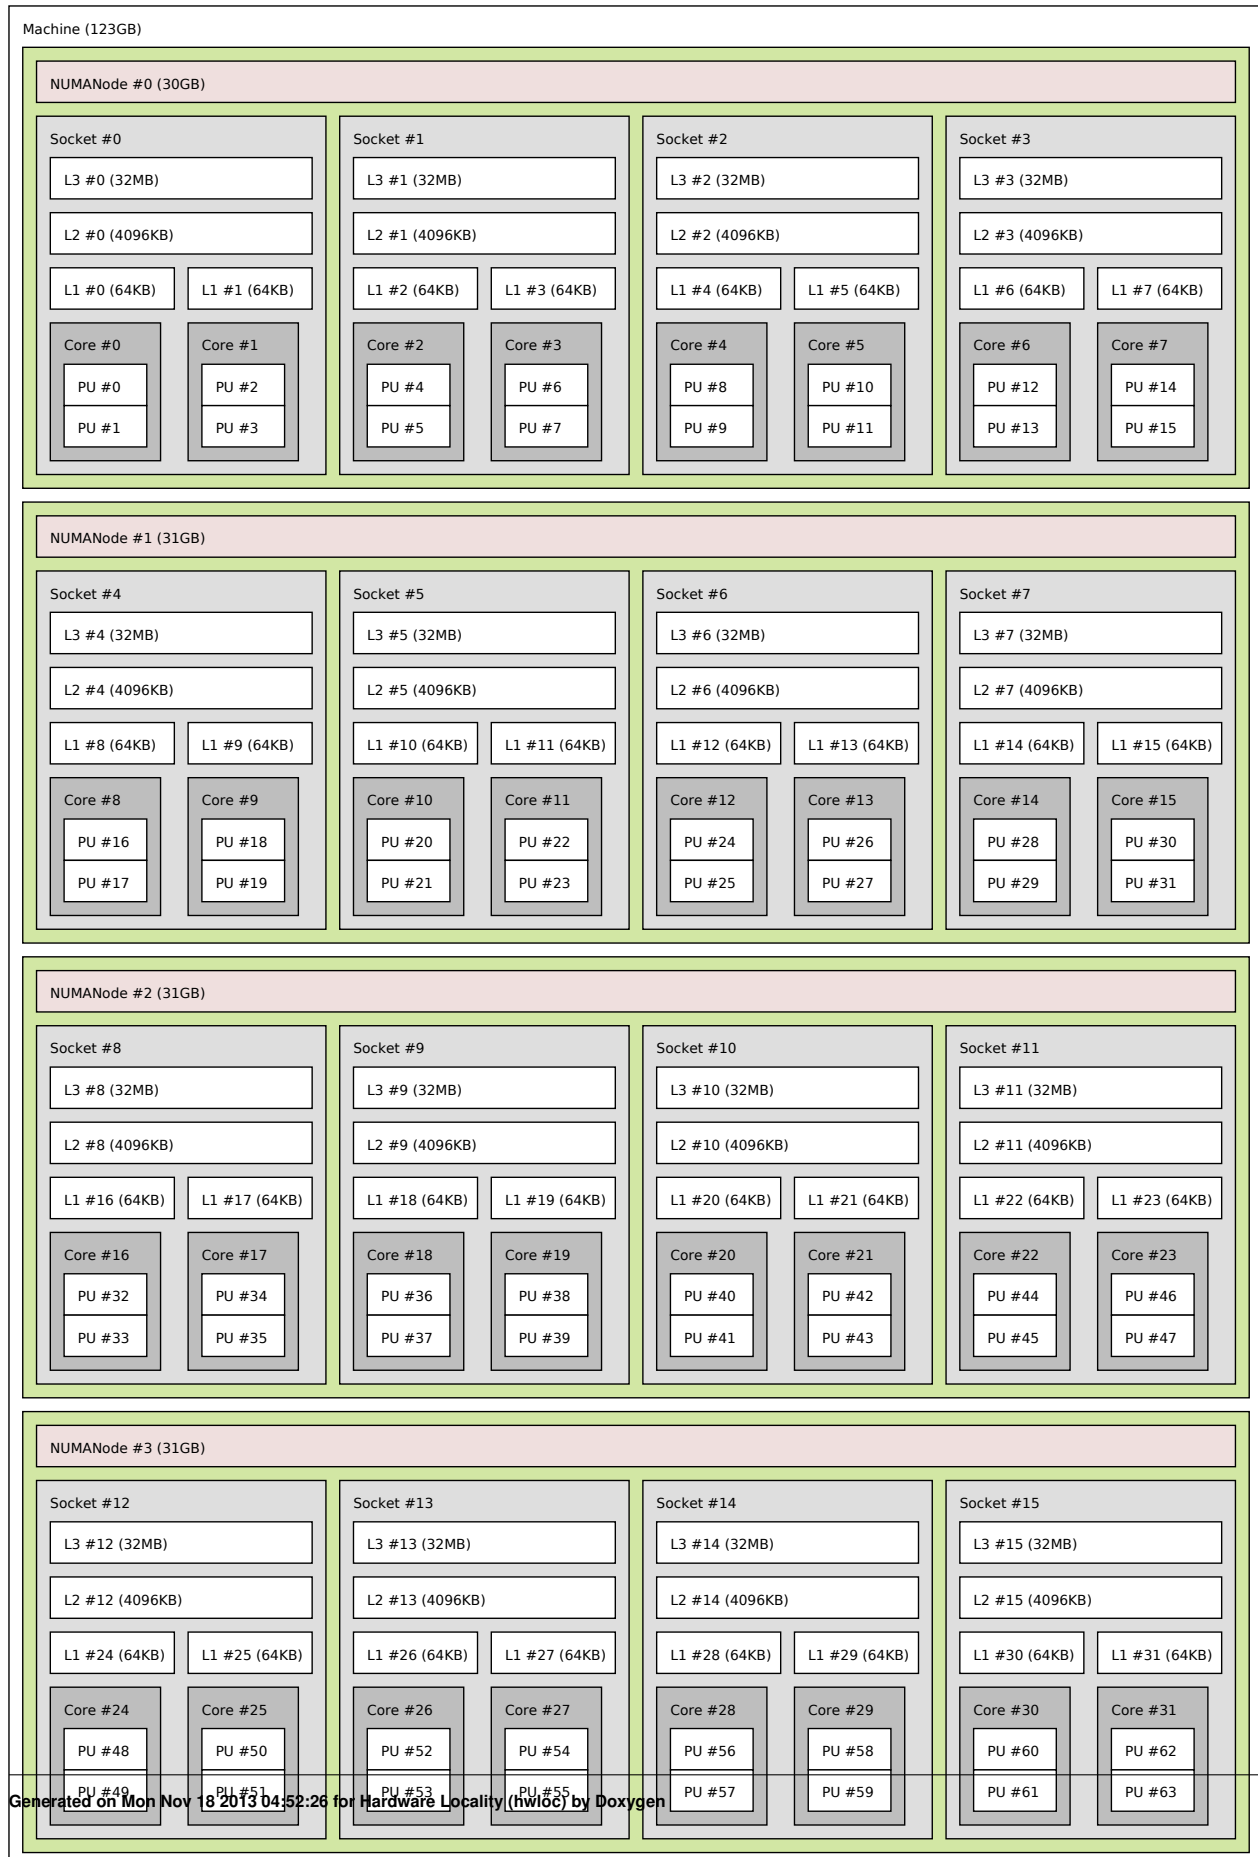 Machine (123GB)
NUMANode #0 (30GB)
Socket #0 Socket #1 Socket #2 Socket #3
L3 #0 (32MB) L3 #1 (32MB) L3 #2 (32MB) L3 #3 (32MB)
L2 #0 (4096KB) L2 #1 (4096KB) L2 #2 (4096KB) L2 #3 (4096KB)
L1 #0 (64KB) L1 #1 (64KB) L1 #2 (64KB) L1 #3 (64KB) L1 #4 (64KB) L1 #5 (64KB) L1 #6 (64KB) L1 #7 (64KB)
Core #0 Core #1 Core #2 Core #3 Core #4 Core #5 Core #6 Core #7
PU #0 PU #2 PU #4 PU #6 PU #8 PU #10 PU #12 PU #14
PU #1 PU #3 PU #5 PU #7 PU #9 PU #11 PU #13 PU #15
NUMANode #1 (31GB)
Socket #4 Socket #5 Socket #6 Socket #7
L3 #4 (32MB) L3 #5 (32MB) L3 #6 (32MB) L3 #7 (32MB)
L2 #4 (4096KB) L2 #5 (4096KB) L2 #6 (4096KB) L2 #7 (4096KB)
L1 #8 (64KB) L1 #9 (64KB) L1 #10 (64KB) L1 #11 (64KB) L1 #12 (64KB) L1 #13 (64KB) L1 #14 (64KB) L1 #15 (64KB)
Core #8 Core #9 Core #10 Core #11 Core #12 Core #13 Core #14 Core #15
PU #16 PU #18 PU #20 PU #22 PU #24 PU #26 PU #28 PU #30
PU #17 PU #19 PU #21 PU #23 PU #25 PU #27 PU #29 PU #31
NUMANode #2 (31GB)
Socket #8 Socket #9 Socket #10 Socket #11
L3 #8 (32MB) L3 #9 (32MB) L3 #10 (32MB) L3 #11 (32MB)
L2 #8 (4096KB) L2 #9 (4096KB) L2 #10 (4096KB) L2 #11 (4096KB)
L1 #16 (64KB) L1 #17 (64KB) L1 #18 (64KB) L1 #19 (64KB) L1 #20 (64KB) L1 #21 (64KB) L1 #22 (64KB) L1 #23 (64KB)
Core #16 Core #17 Core #18 Core #19 Core #20 Core #21 Core #22 Core #23
PU #32 PU #34 PU #36 PU #38 PU #40 PU #42 PU #44 PU #46
PU #33 PU #35 PU #37 PU #39 PU #41 PU #43 PU #45 PU #47
NUMANode #3 (31GB)
Socket #12 Socket #13 Socket #14 Socket #15
L3 #12 (32MB) L3 #13 (32MB) L3 #14 (32MB) L3 #15 (32MB)
L2 #12 (4096KB) L2 #13 (4096KB) L2 #14 (4096KB) L2 #15 (4096KB)
L1 #24 (64KB) L1 #25 (64KB) L1 #26 (64KB) L1 #27 (64KB) L1 #28 (64KB) L1 #29 (64KB) L1 #30 (64KB) L1 #31 (64KB)
Core #24 Core #25 Core #26 Core #27 Core #28 Core #29 Core #30 Core #31
PU #48 PU #50 PU #52 PU #54 PU #56 PU #58 PU #60 PU #62
PU #49 PU #51 PU #53 PU #55 PU #57 PU #59 PU #61 PU #63
Generated on Mon Nov 18 2013 04:52:26 for Hardware Locality (hwloc) by Doxygen